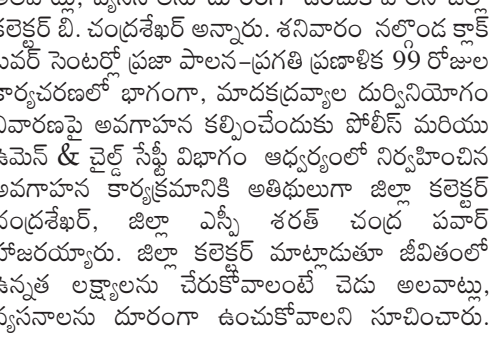 కలెక్టర్ బి. చంద్రశేఖర్ అన్నారు. శనివారం నల్గొండ క్లాక్
టవర్ సెంటర్లో ప్రజా పాలన–ప్రగతి ప్రణాళిక 99 రోజుల
కార్యచరణలో భాగంగా, మాదకద్రవ్యాల దుర్వినియోగం
నివారణపై అవగాహన కల్పించేందుకు పోలీస్ మరియు
ఉమెన్ & చైల్డ్ సేఫ్టీ విభాగం ఆధ్వర్యంలో నిర్వహించిన
అవగాహన కార్యక్రమానికి అతిథులుగా జిల్లా కలెక్టర్
చంద్రశేఖర్, జిల్లా ఎస్పీ శరత్ చంద్ర పవార్
హాజరయ్యారు. జిల్లా కలెక్టర్ మాట్లాడుతూ జీవితంలో
ఉన్నత లక్ష్యాలను చేరుకోవాలంటే చెడు అలవాట్లు,
వ్యసనాలను దూరంగా ఉంచుకోవాలని సూచించారు.